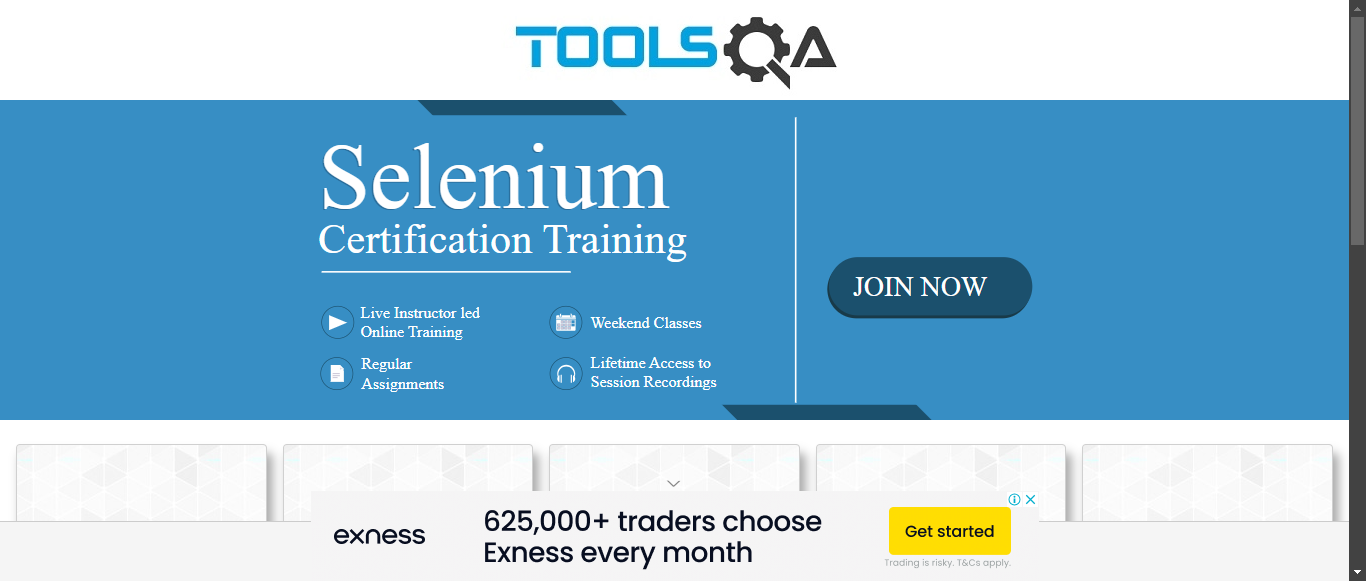 TOOLSQA
Selenium
Certification Training
Live Instructor led
Online Training
Weekend Classes
Regular
Assignments
Lifetime Access to
Session Recordings
JOIN NOW
exness
625,000+ traders choose
Exness every month
Get started
Trading is risky. T&Cs apply.